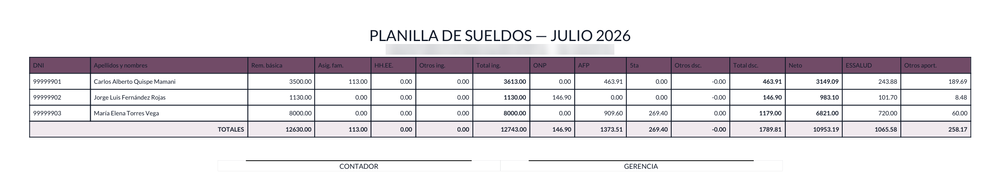 PLANILLA DE SUELDOS — JULIO 2026
DNI Apellidos y nombres Rem. básica Asig. fam. HH.EE. Otros ing. Total ing. ONP AFP 5ta Otros dsc. Total dsc. Neto ESSALUD Otros aport.
99999901 Carlos Alberto Quispe Mamani 3500.00 113.00 0.00 0.00 3613.00 0.00 463.91 0.00 -0.00 463.91 3149.09 243.88 189.69
99999902 Jorge Luis Fernández Rojas 1130.00 0.00 0.00 0.00 1130.00 146.90 0.00 0.00 -0.00 146.90 983.10 101.70 8.48
99999903 María Elena Torres Vega 8000.00 0.00 0.00 0.00 8000.00 0.00 909.60 269.40 0.00 1179.00 6821.00 720.00 60.00
TOTALES 12630.00 113.00 0.00 0.00 12743.00 146.90 1373.51 269.40 -0.00 1789.81 10953.19 1065.58 258.17
CONTADOR GERENCIA